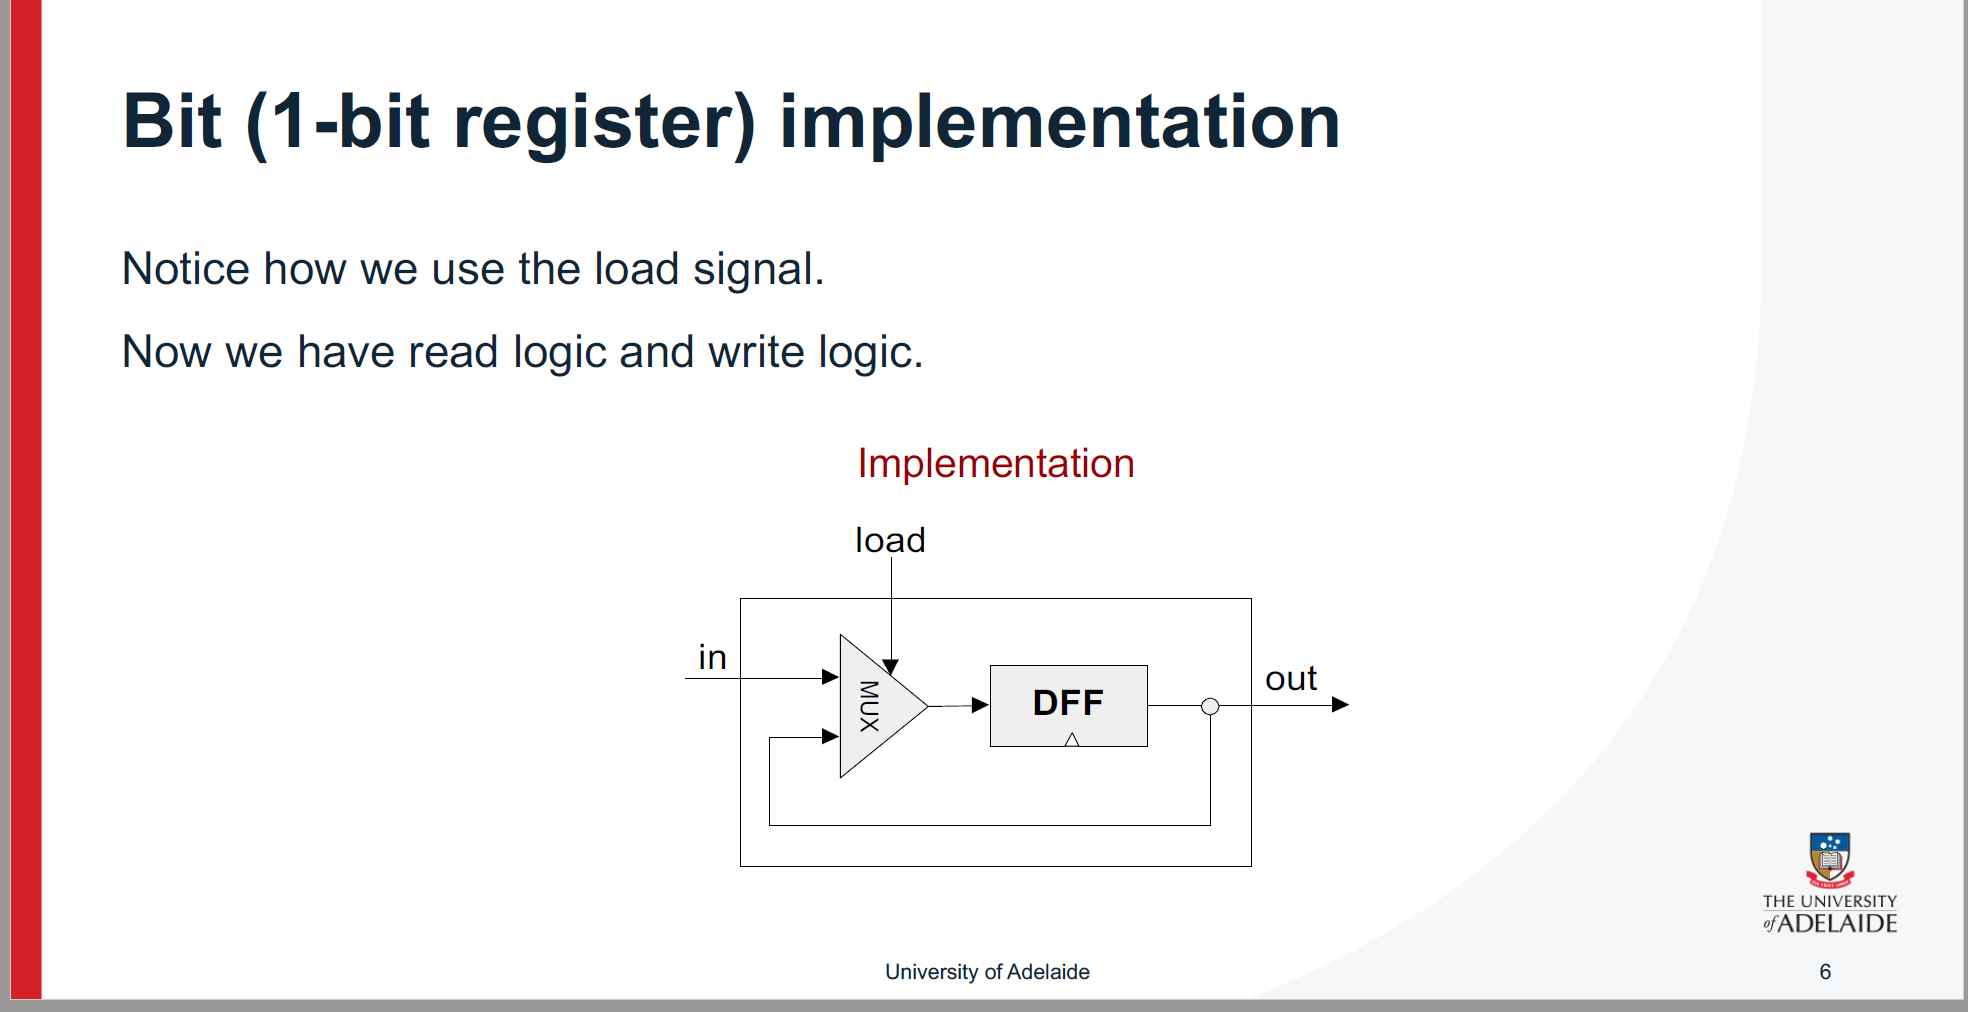 Bit (1-bit register) implementation
Notice how we use the load signal.
Now we have read logic and write logic.
Implementation
load
in
MUX
DFF
out
THE UNIVERSITY
of ADELAIDE
University of Adelaide
6